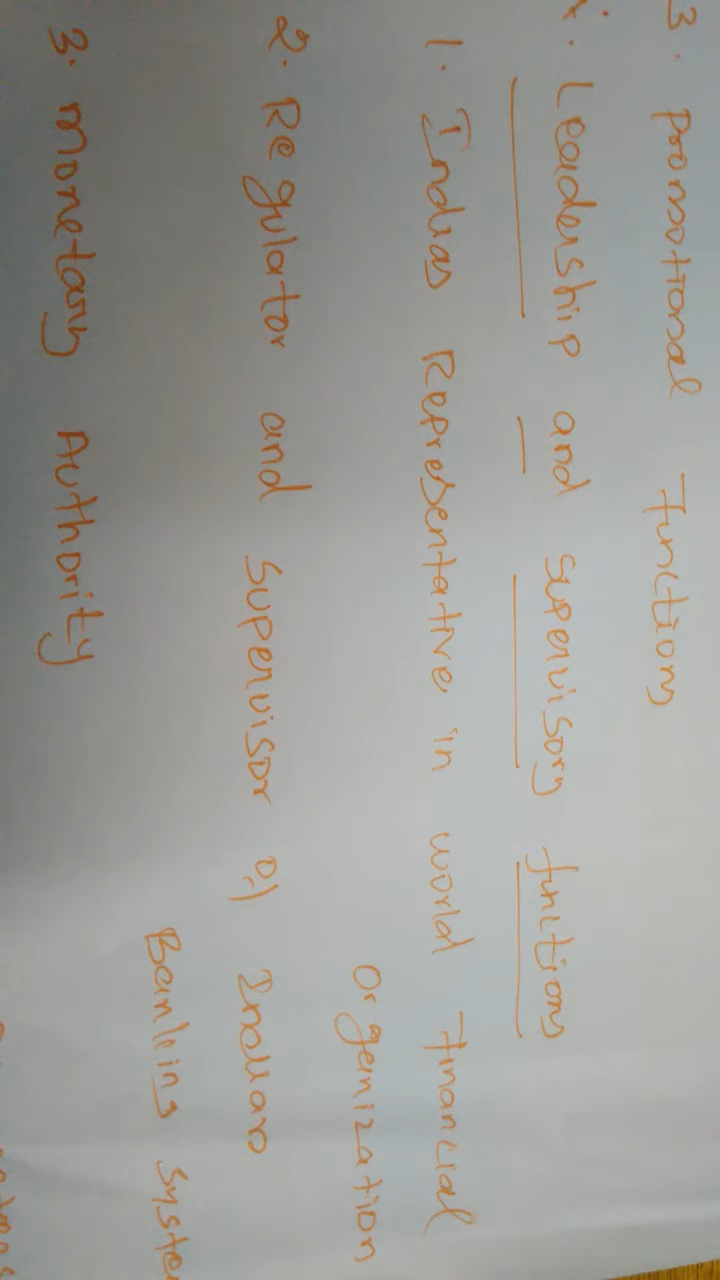 3. Promotional Functions
i. Leadership and Supervisory functions
1. Indias Representative in world Financial
Organization
2. Regulator and Supervisor of Indian
Banking System
3. Monetary Authority